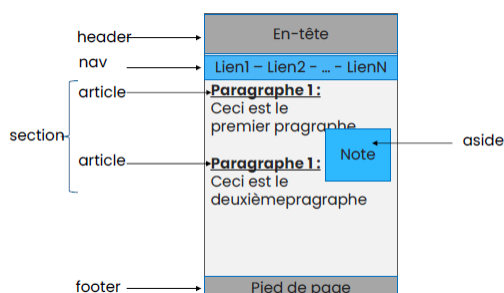 header
En-tête
nav
Lien1 – Lien2 - ... - LienN
article
Paragraphe 1 :
Ceci est le
premier pragraphe
section
aside
Note
article
Paragraphe 1 :
Ceci est le
deuxièmepragraphe
footer
Pied de page